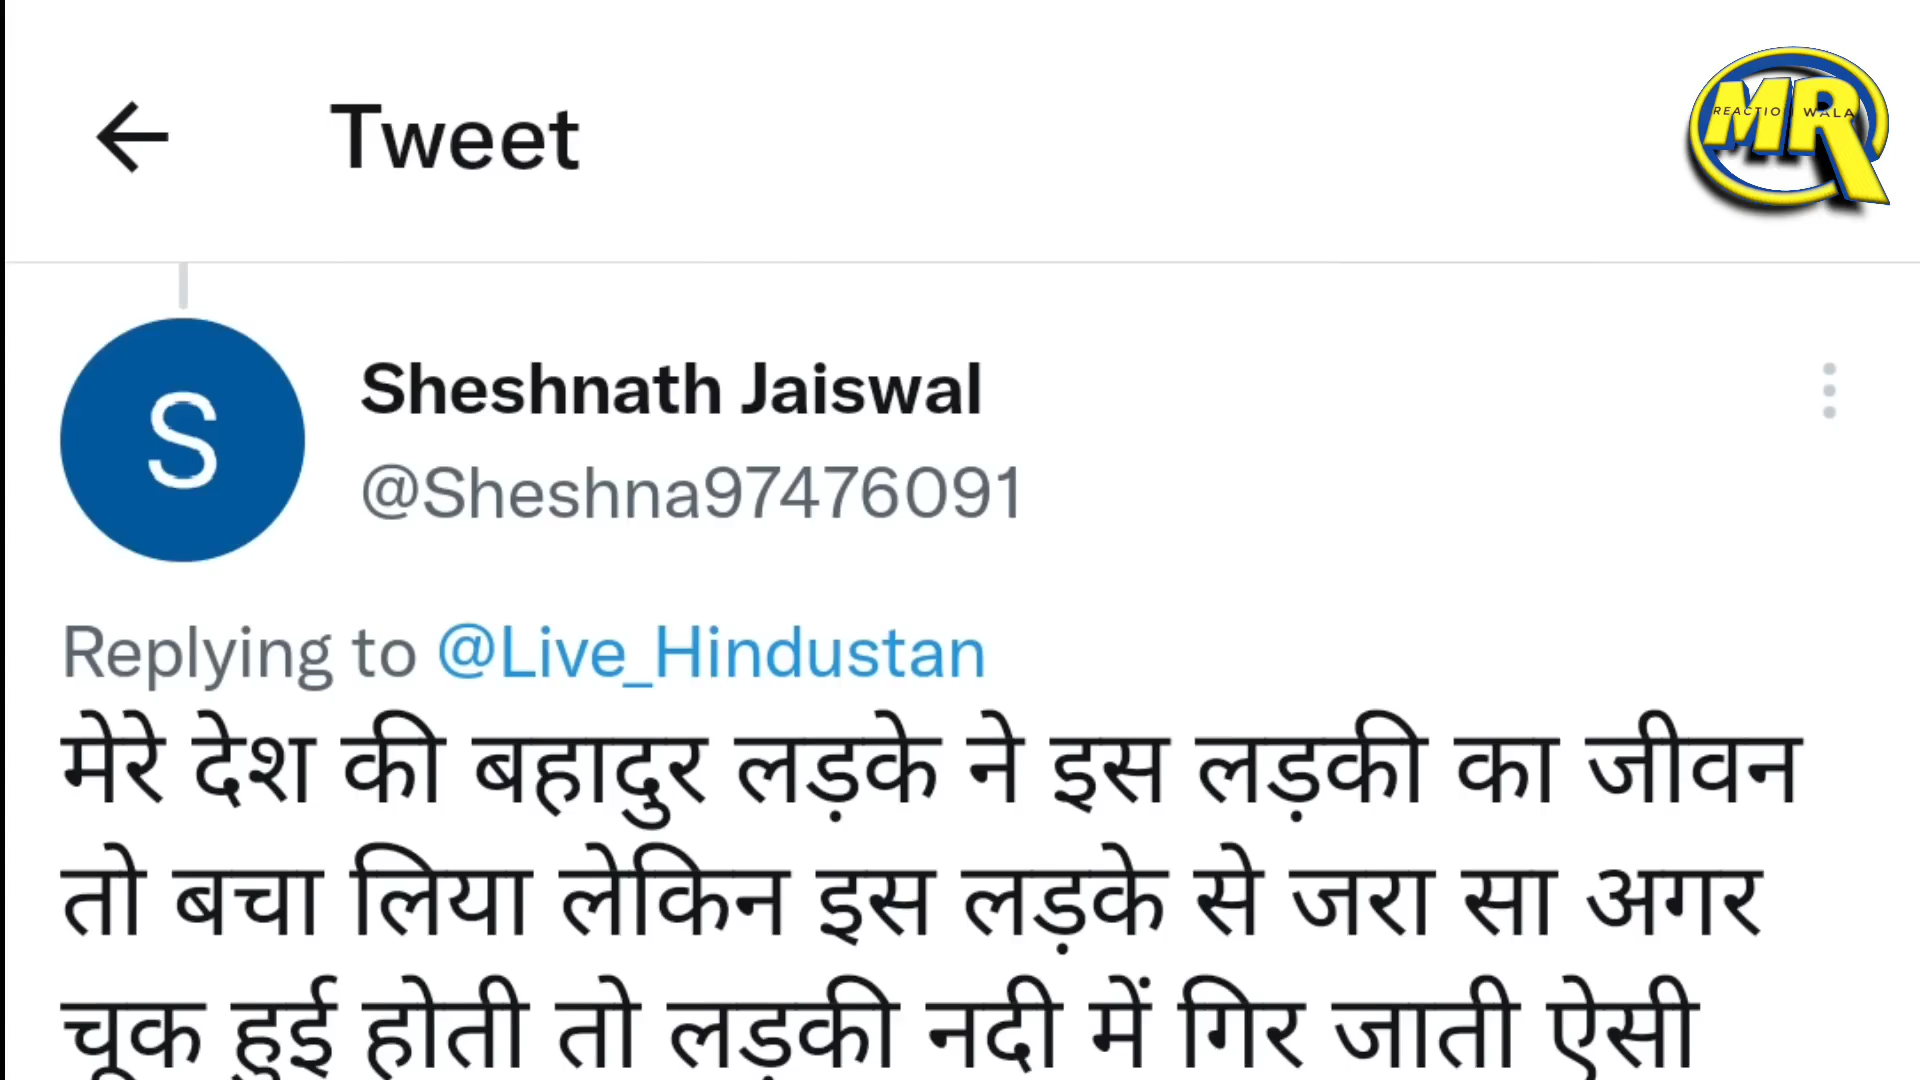 Tweet
MR
REACTION WALA
S
Sheshnath Jaiswal
@Sheshna97476091
Replying to @Live_Hindustan
मेरे देश की बहादुर लड़के ने इस लड़की का जीवन
तो बचा लिया लेकिन इस लड़के से जरा सा अगर
चूक हुई होती तो लड़की नदी में गिर जाती ऐसी